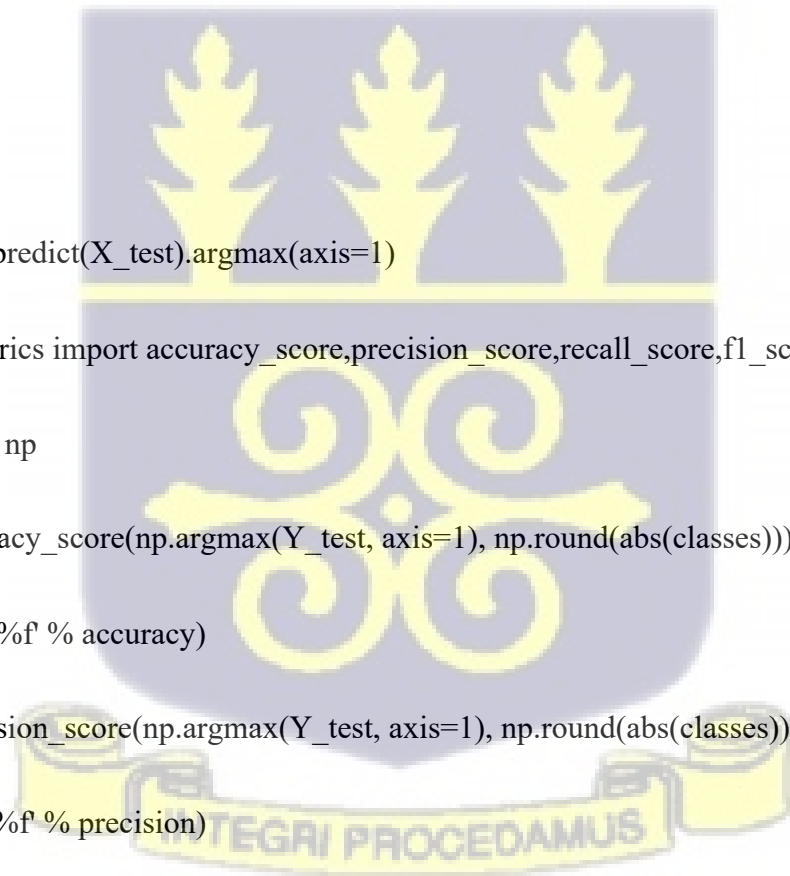 predict(X_test).argmax(axis=1)
rics import accuracy_score,precision_score,recall_score,f1_sc
np
acy_score(np.argmax(Y_test, axis=1), np.round(abs(classes)))
%f' % accuracy)
sion_score(np.argmax(Y_test, axis=1), np.round(abs(classes))
%f' % precision)
INTEGRI PROCEDAMUS